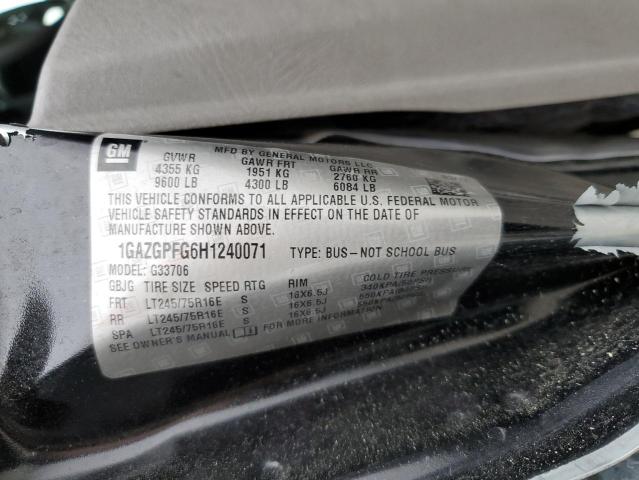 GM
MFD BY GENERAL MOTORS LLC
GVWR GAWR FRT GAWR RR
4355 KG 1951 KG 2760 KG
9600 LB 4300 LB 6084 LB
THIS VEHICLE CONFORMS TO ALL APPLICABLE U.S. FEDERAL MOTOR
VEHICLE SAFETY STANDARDS IN EFFECT ON THE DATE OF
MANUFACTURE SHOWN ABOVE.
1GAZGPFG6H1240071 TYPE: BUS–NOT SCHOOL BUS
MODEL: G33706
GBJG TIRE SIZE SPEED RTG RIM COLD TIRE PRESSURE
FRT LT245/75R16E S 16X6.5J 340KPA(50PSI)
RR LT245/75R16E S 16X6.5J 550KPA
SPA LT245/75R16E S 16X6.5J 550KPA
SEE OWNER'S MANUAL FOR MORE INFORMATION